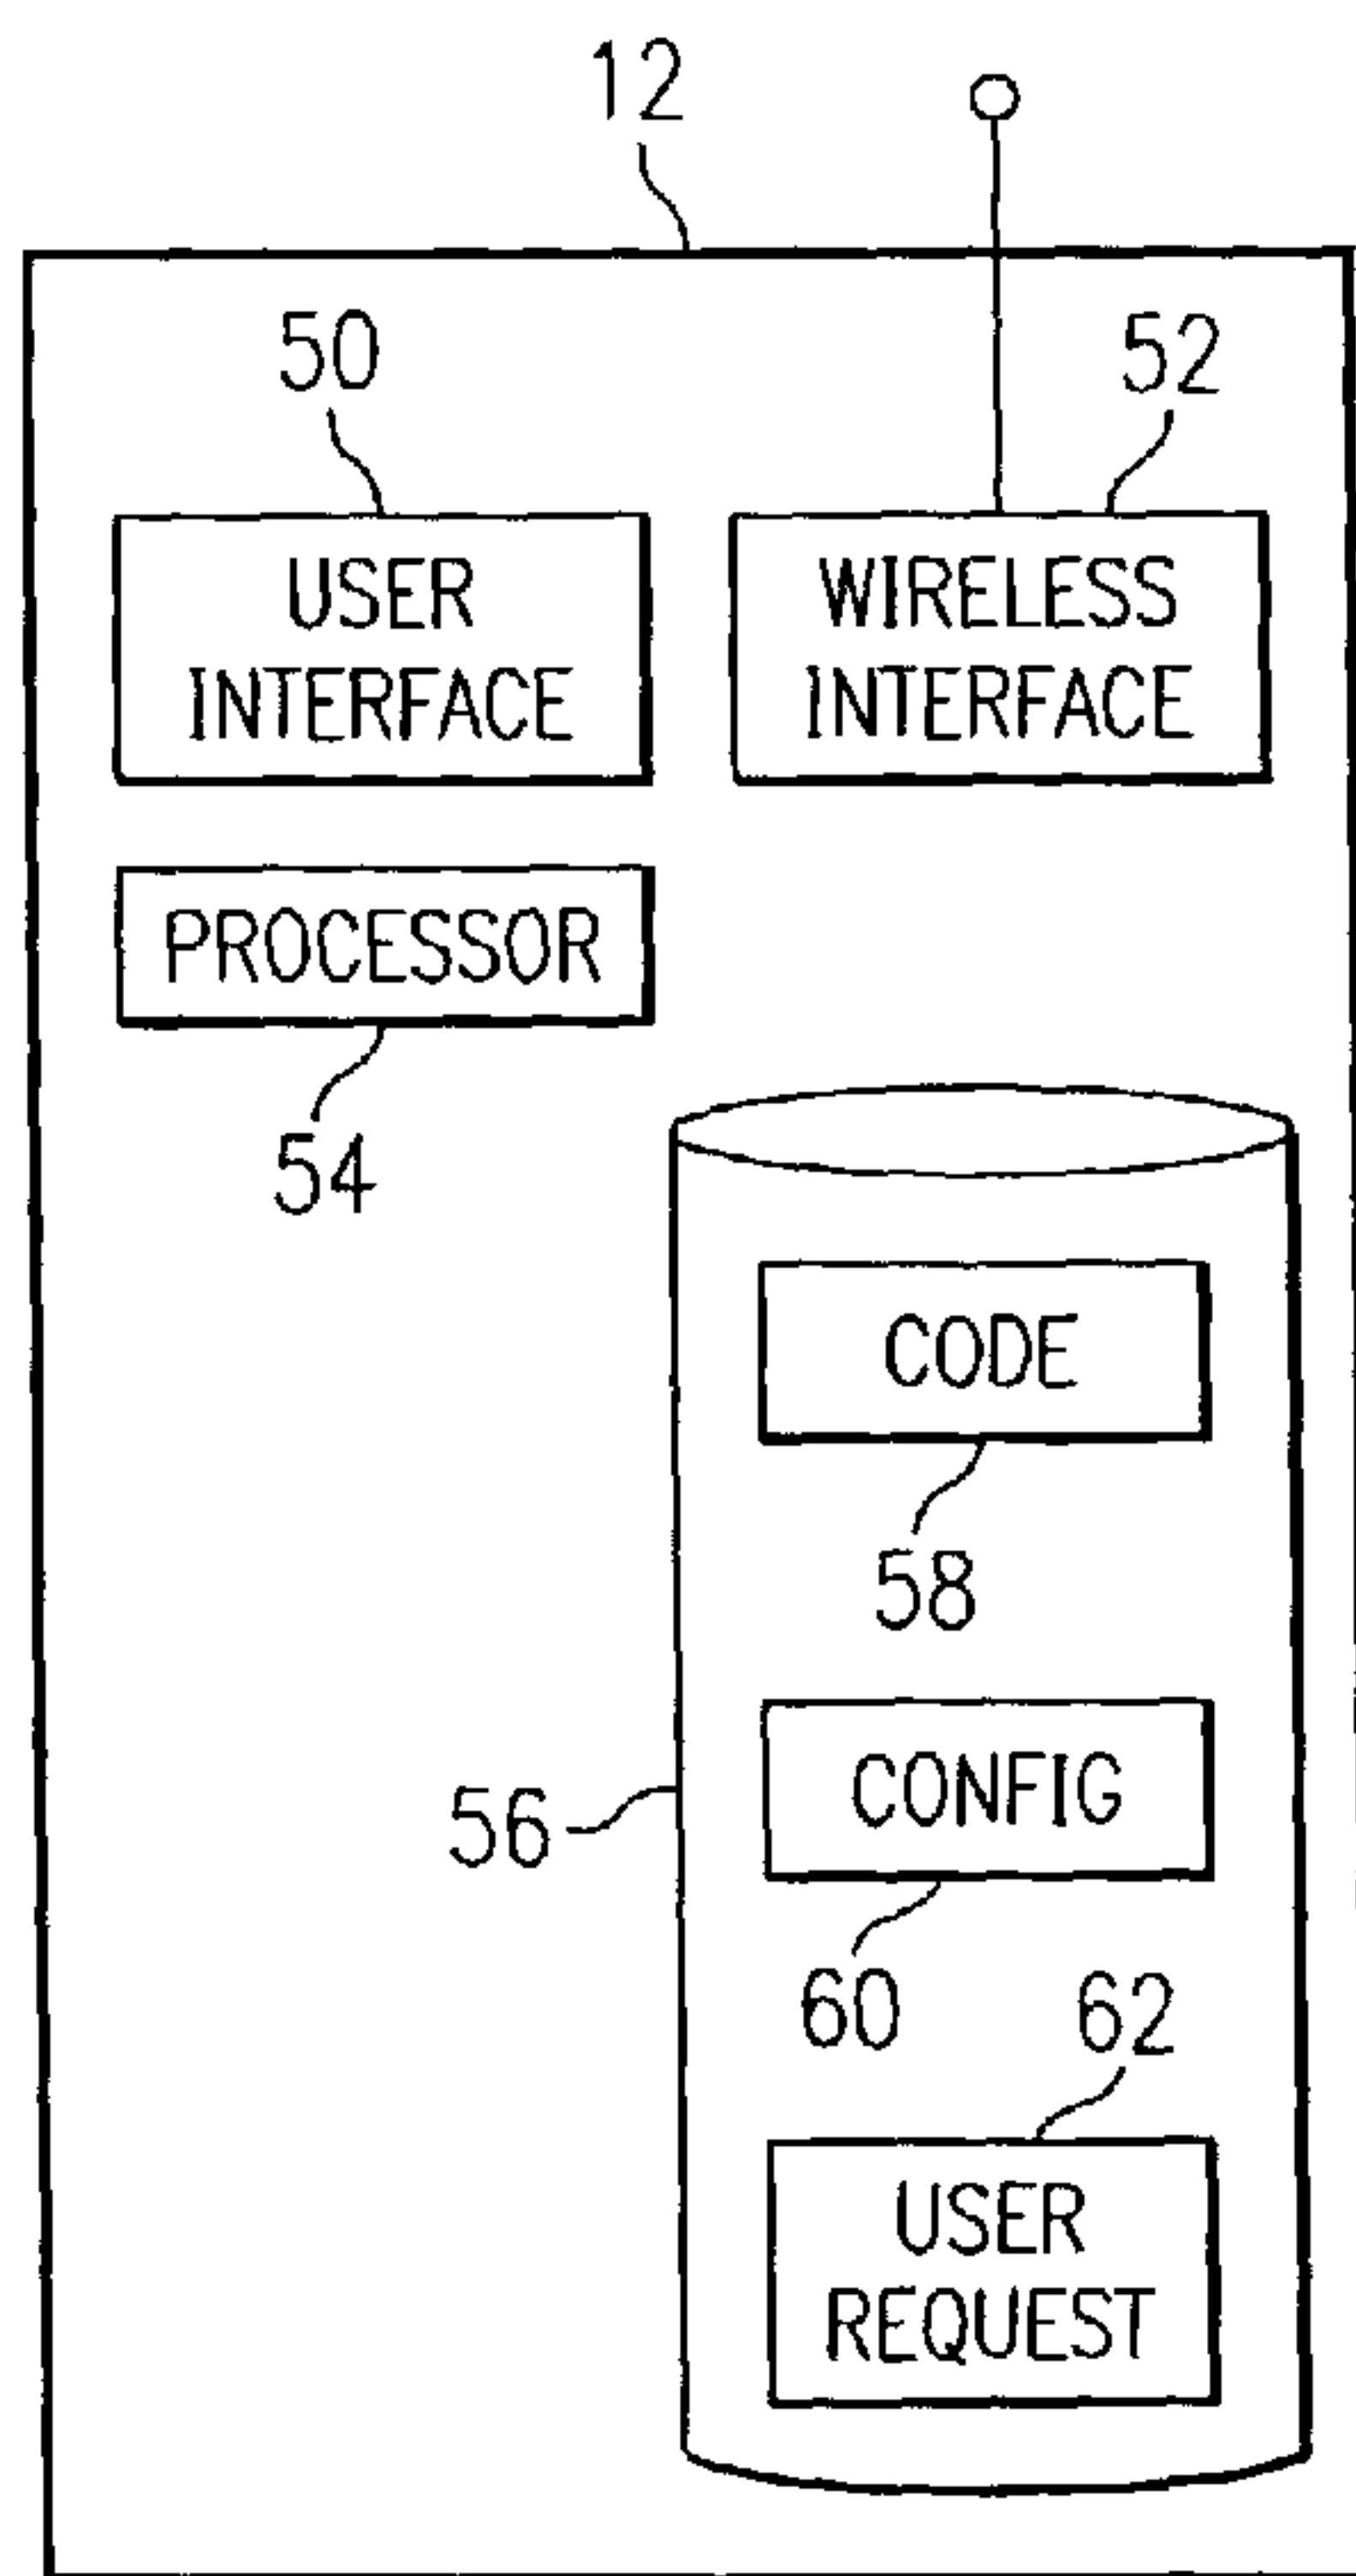 12
50
52
USER
INTERFACE
WIRELESS
INTERFACE
PROCESSOR
54
CODE
58
56
CONFIG
60
62
USER
REQUEST